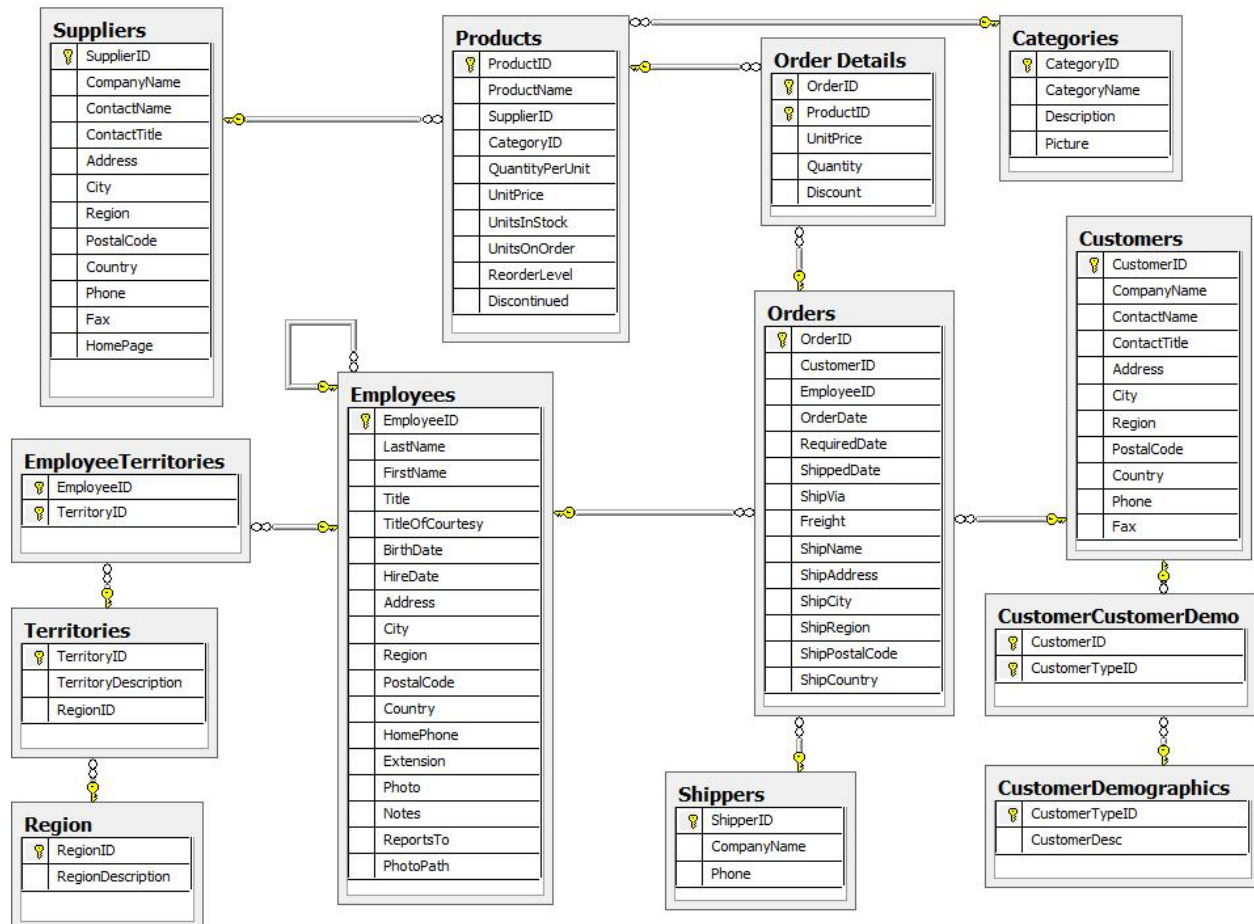 Suppliers
SupplierID
CompanyName
ContactName
ContactTitle
Address
City
Region
PostalCode
Country
Phone
Fax
HomePage
Products
ProductID
ProductName
SupplierID
CategoryID
QuantityPerUnit
UnitPrice
UnitsInStock
UnitsOnOrder
ReorderLevel
Discontinued
Order Details
OrderID
ProductID
UnitPrice
Quantity
Discount
Categories
CategoryID
CategoryName
Description
Picture
Customers
CustomerID
CompanyName
ContactName
ContactTitle
Address
City
Region
PostalCode
Country
Phone
Fax
Orders
OrderID
CustomerID
EmployeeID
OrderDate
RequiredDate
ShippedDate
ShipVia
Freight
ShipName
ShipAddress
ShipCity
ShipRegion
ShipPostalCode
ShipCountry
Employees
EmployeeID
LastName
FirstName
Title
TitleOfCourtesy
BirthDate
HireDate
Address
City
Region
PostalCode
Country
HomePhone
Extension
Photo
Notes
ReportsTo
PhotoPath
EmployeeTerritories
EmployeeID
TerritoryID
Territories
TerritoryID
TerritoryDescription
RegionID
Region
RegionID
RegionDescription
Shippers
ShipperID
CompanyName
Phone
CustomerCustomerDemo
CustomerID
CustomerTypeID
CustomerDemographics
CustomerTypeID
CustomerDesc